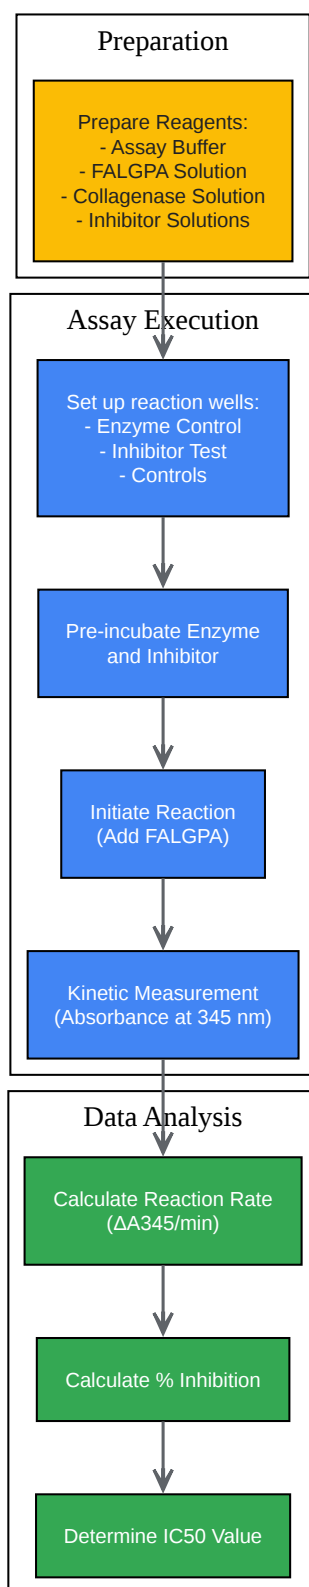 Preparation
Prepare Reagents:
- Assay Buffer
- FALGPA Solution
- Collagenase Solution
- Inhibitor Solutions
Assay Execution
Set up reaction wells:
- Enzyme Control
- Inhibitor Test
- Controls
Pre-incubate Enzyme
and Inhibitor
Initiate Reaction
(Add FALGPA)
Kinetic Measurement
(Absorbance at 345 nm)
Data Analysis
Calculate Reaction Rate
(ΔA345/min)
Calculate % Inhibition
Determine IC50 Value